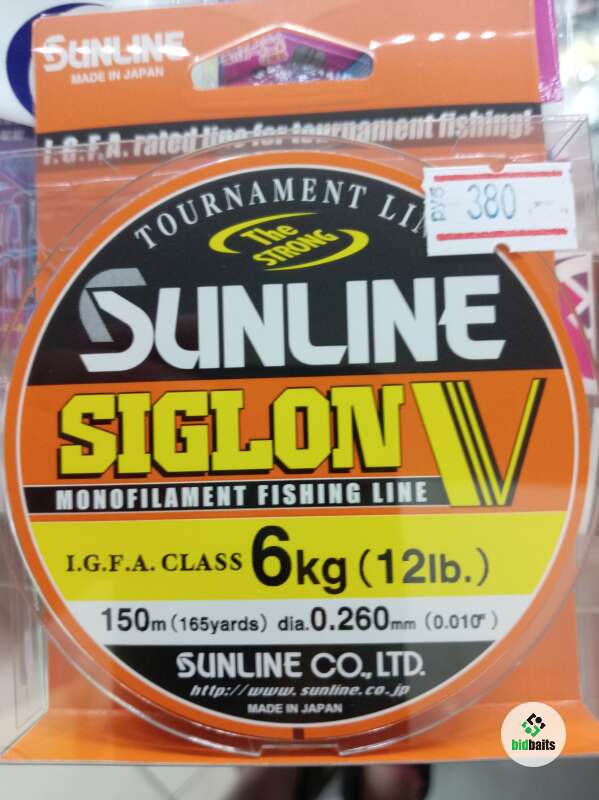 SUNLINE
MADE IN JAPAN
I.G.F.A. rated line for tournament fishing!
TOURNAMENT LIN
руб 380
The STRONG
SUNLINE
SIGLON V
MONOFILAMENT FISHING LINE
I.G.F.A. CLASS 6kg (12lb.)
150m (165yards) dia.0.260mm (0.010")
SUNLINE CO., LTD.
http://www.sunline.co.jp
MADE IN JAPAN
bidbaits